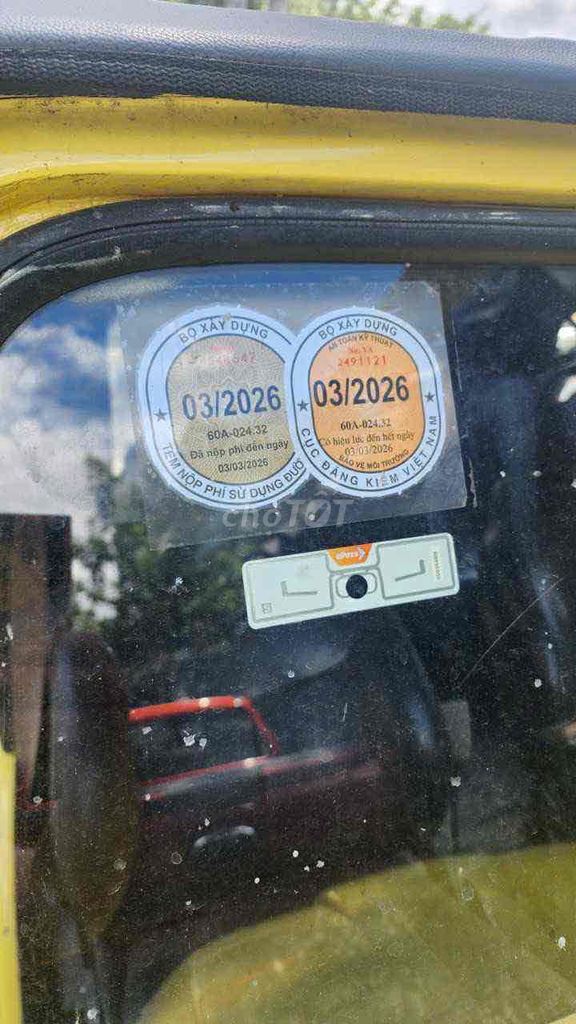 BỘ XÂY DỰNG
03/2026
60A-024.32
Đã nộp phí đến ngày
03/03/2026
TEM NỘP PHÍ SỬ DỤNG ĐƯỜ
BỘ XÂY DỰNG
AN TOÀN KỸ THUẬT
2491121
03/2026
60A-024.32
Có hiệu lực đến hết ngày
03/03/2026
BẢO VỆ MÔI TRƯỜNG
CỤC ĐĂNG KIỂM VIỆT NAM
chợTỐT